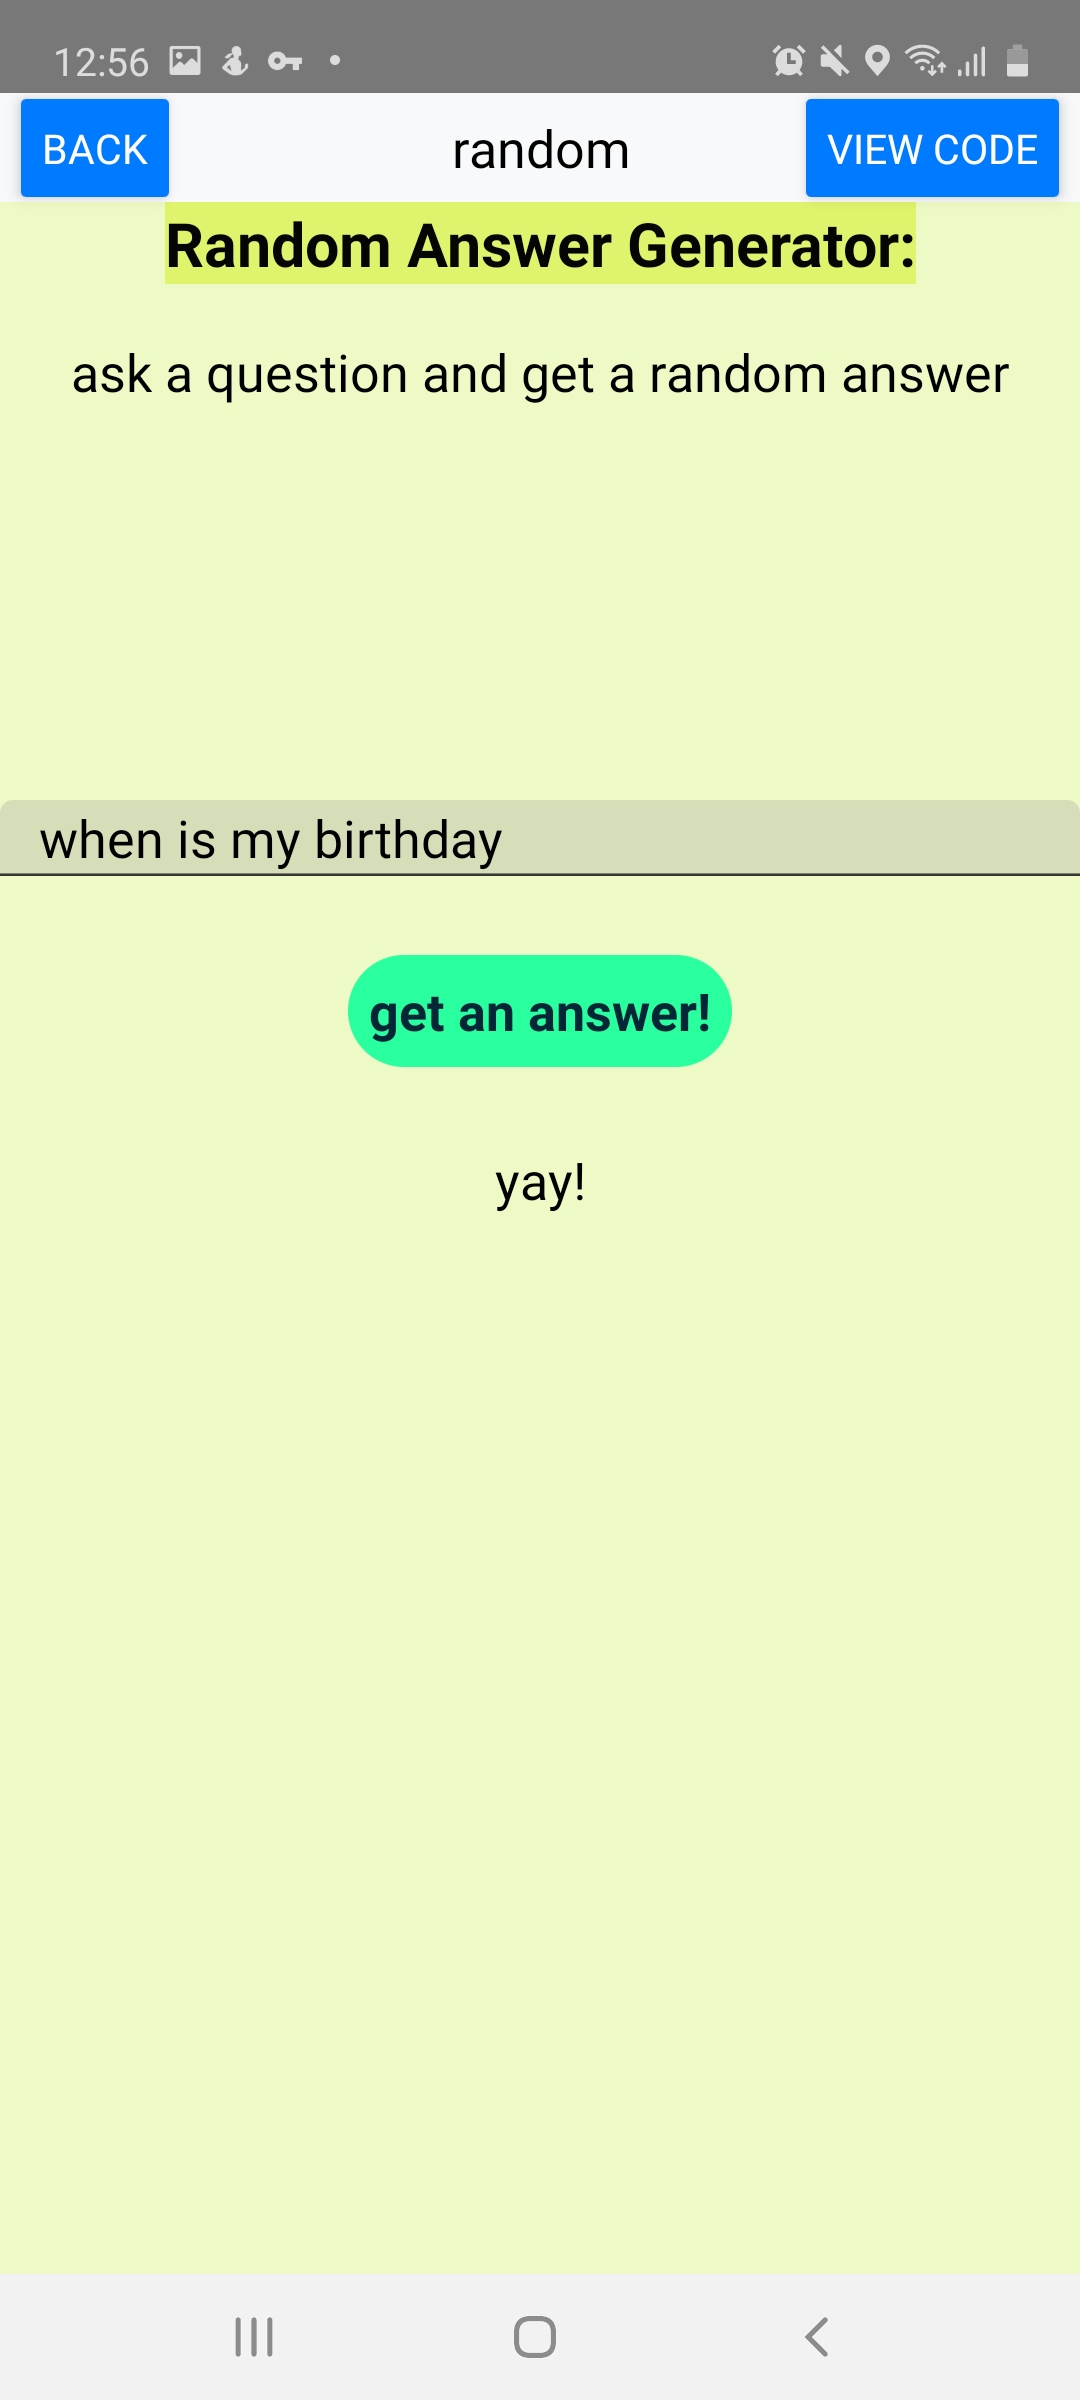 12:56
BACK
random
VIEW CODE
Random Answer Generator:
ask a question and get a random answer
when is my birthday
get an answer!
yay!